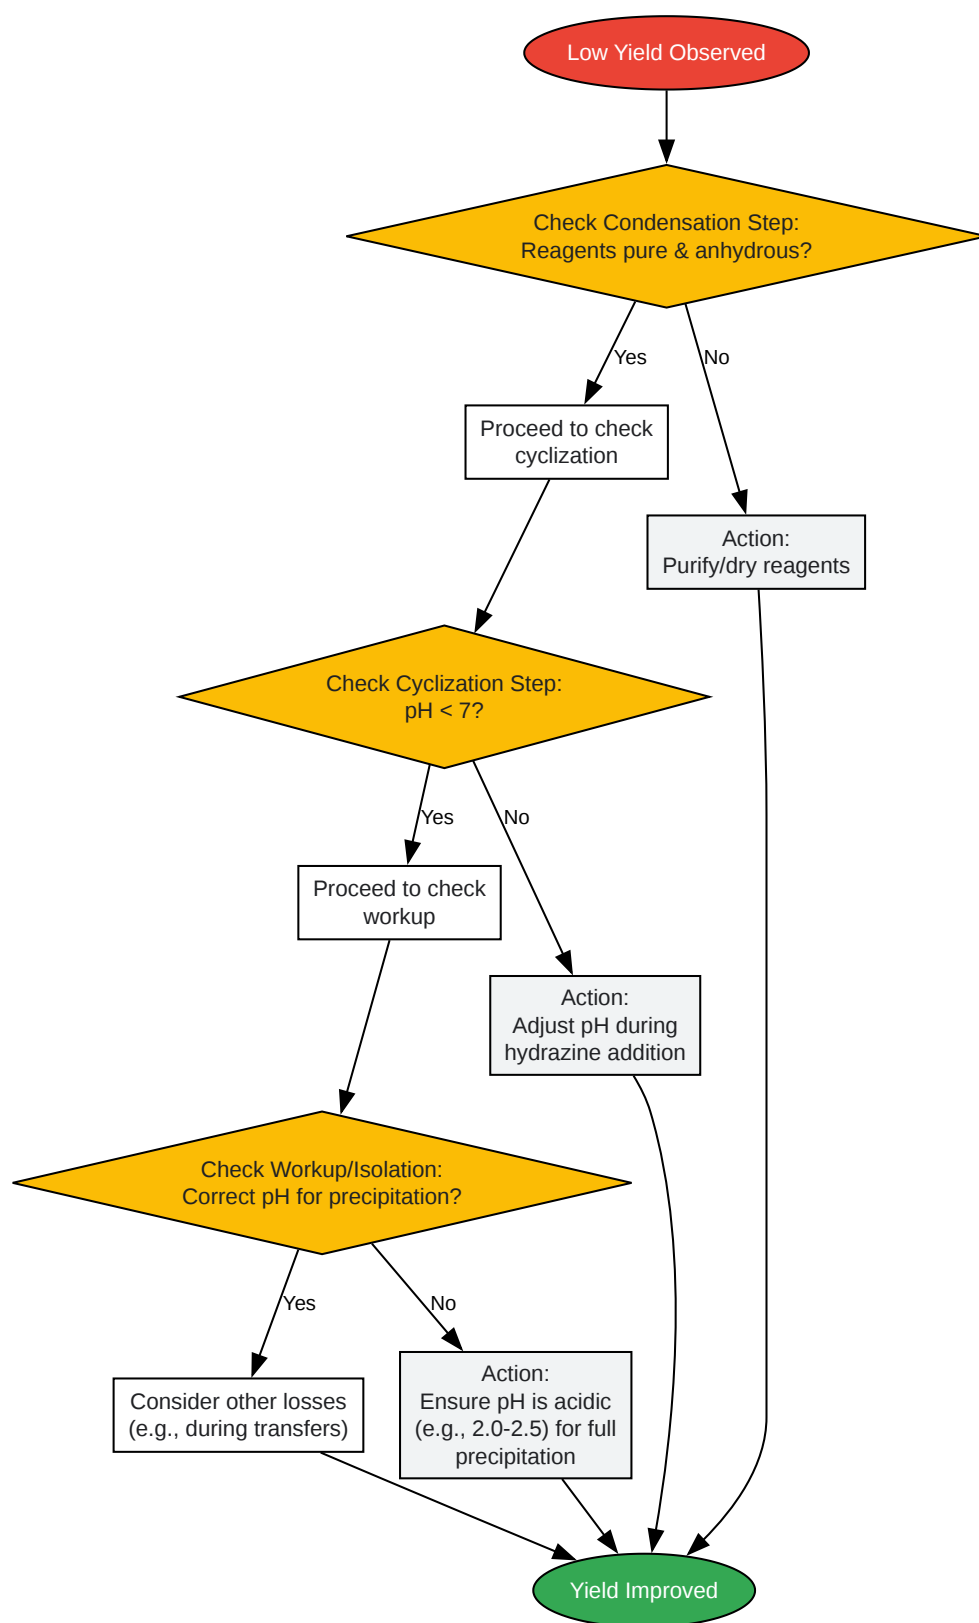 Low Yield Observed
Check Condensation Step:
Reagents pure & anhydrous?
Yes
No
Proceed to check
cyclization
Action:
Purify/dry reagents
Check Cyclization Step:
pH < 7?
Yes
No
Proceed to check
workup
Action:
Adjust pH during
hydrazine addition
Check Workup/Isolation:
Correct pH for precipitation?
Yes
No
Consider other losses
(e.g., during transfers)
Action:
Ensure pH is acidic
(e.g., 2.0-2.5) for full
precipitation
Yield Improved